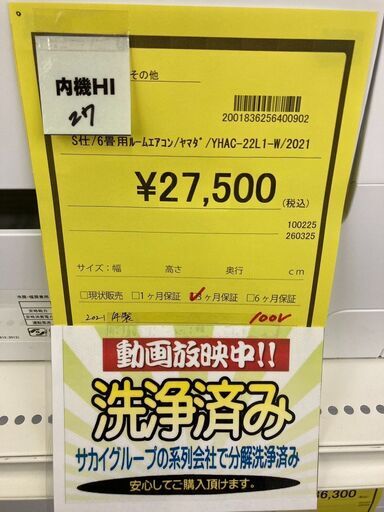 内機HI
27
その他
2001836256400902
S仕/6畳用ルームエアコン/ヤマダ/YHAC-22L1-W/2021
¥27,500
(税込)
100225
260325
サイズ:幅 高さ 奥行 cm
□現状販売 □1ヶ月保証 □3ヶ月保証 □6ヶ月保証
2021年製 100V
動画放映中!!
洗浄済み
サカイグループの系列会社で分解洗浄済み
安心してご購入頂けます。
36,300